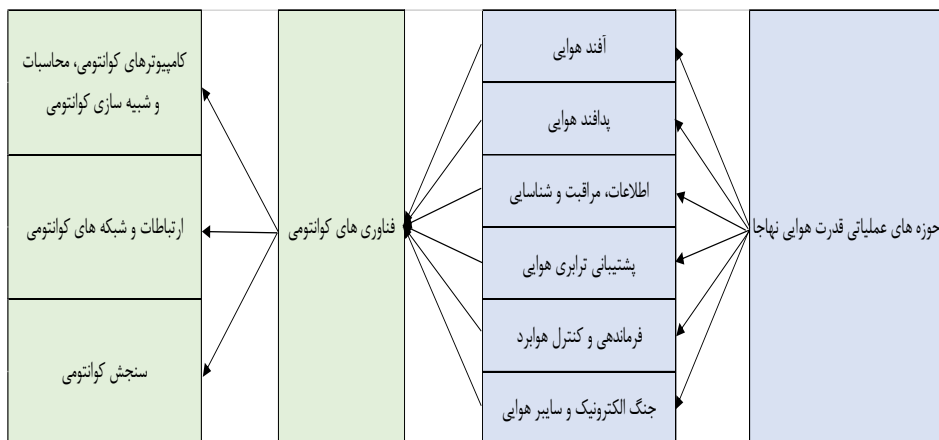 حوزه های عملیاتی قدرت هوایی نهاجا
آفند هوایی
پدافند هوایی
اطلاعات، مراقبت و شناسایی
پشتیبانی ترابری هوایی
فرماندهی و کنترل هوابرد
جنگ الکترونیک و سایبر هوایی
فناوری های کوانتومی
کامپیوترهای کوانتومی، محاسبات
و شبیه سازی کوانتومی
ارتباطات و شبکه های کوانتومی
سنجش کوانتومی